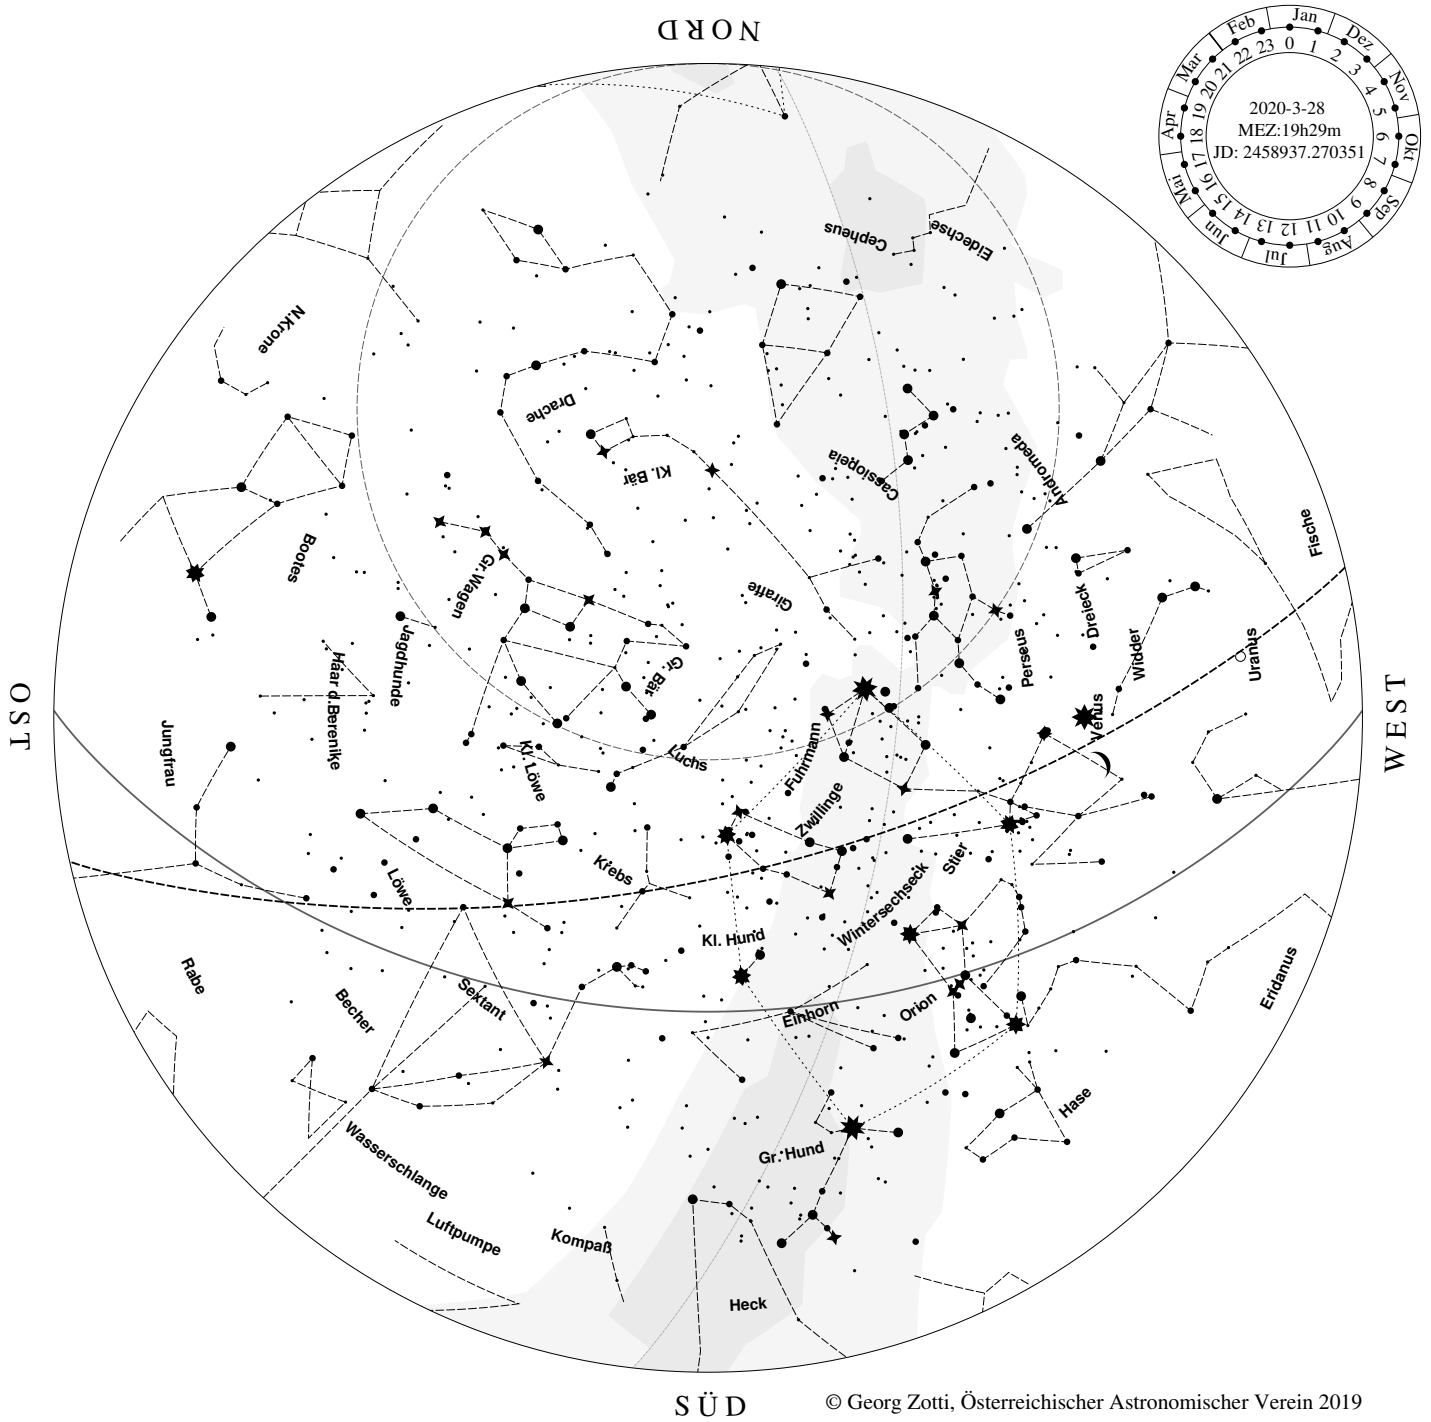 NORD
Jan
Feb
Dez
Mar
Nov
Apr
Okt
Mai
Sep
Jun
Aug
Jul
0 1 2 3 4 5 6 7 8 9 10 11 12 13 14 15 16 17 18 19 20 21 22 23
2020-3-28
MEZ:19h29m
JD: 2458937.270351
Cepheus
Eidechse
N.Krone
Drache
Kl. Bär
Cassiopeia
Andromeda
Fische
Bootes
Gr. Wagen
Giraffe
Dreieck
Jagdhunde
Haar d.Berenike
Gr. Bär
Perseus
Widder
Uranus
OST
WEST
Jungfrau
Kl. Löwe
Luchs
Fuhrmann
Venus
Zwillinge
Löwe
Krebs
Stier
Wintersechseck
Kl. Hund
Rabe
Becher
Sextant
Einhorn
Orion
Eridanus
Hase
Wasserschlange
Gr. Hund
Luftpumpe
Kompaß
Heck
SÜD
© Georg Zotti, Österreichischer Astronomischer Verein 2019